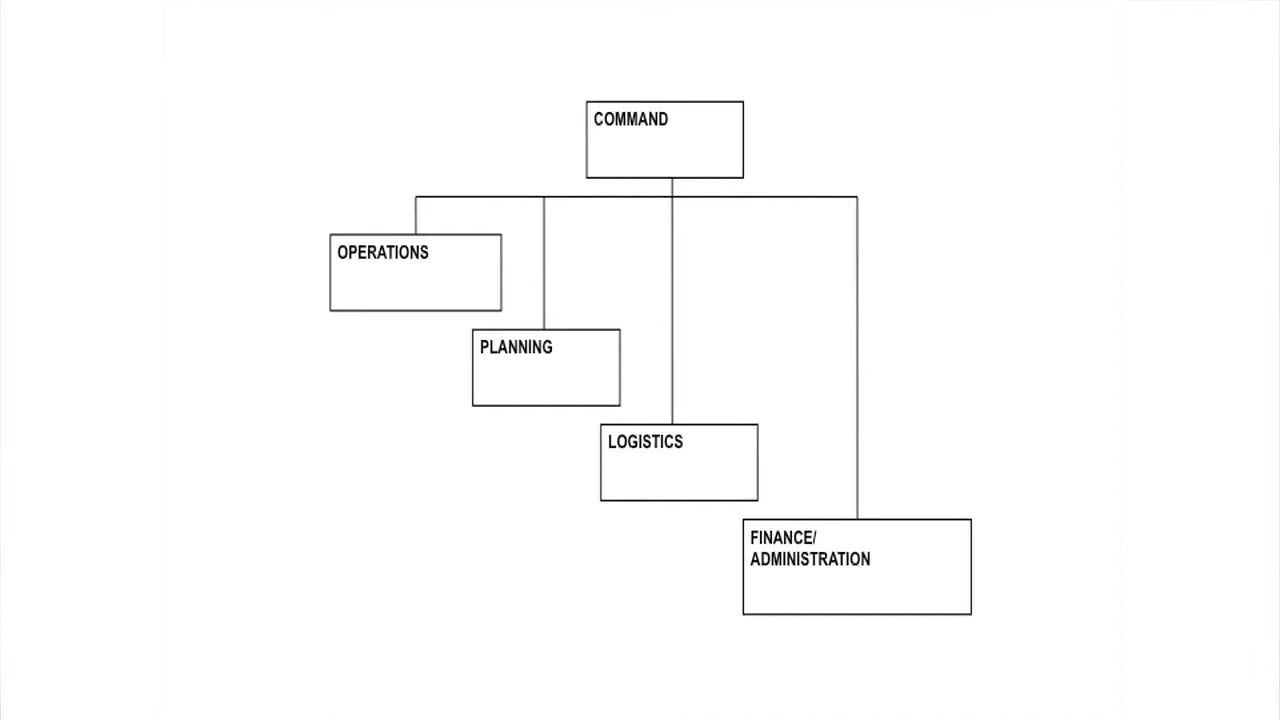 COMMAND
OPERATIONS
PLANNING
LOGISTICS
FINANCE/
ADMINISTRATION